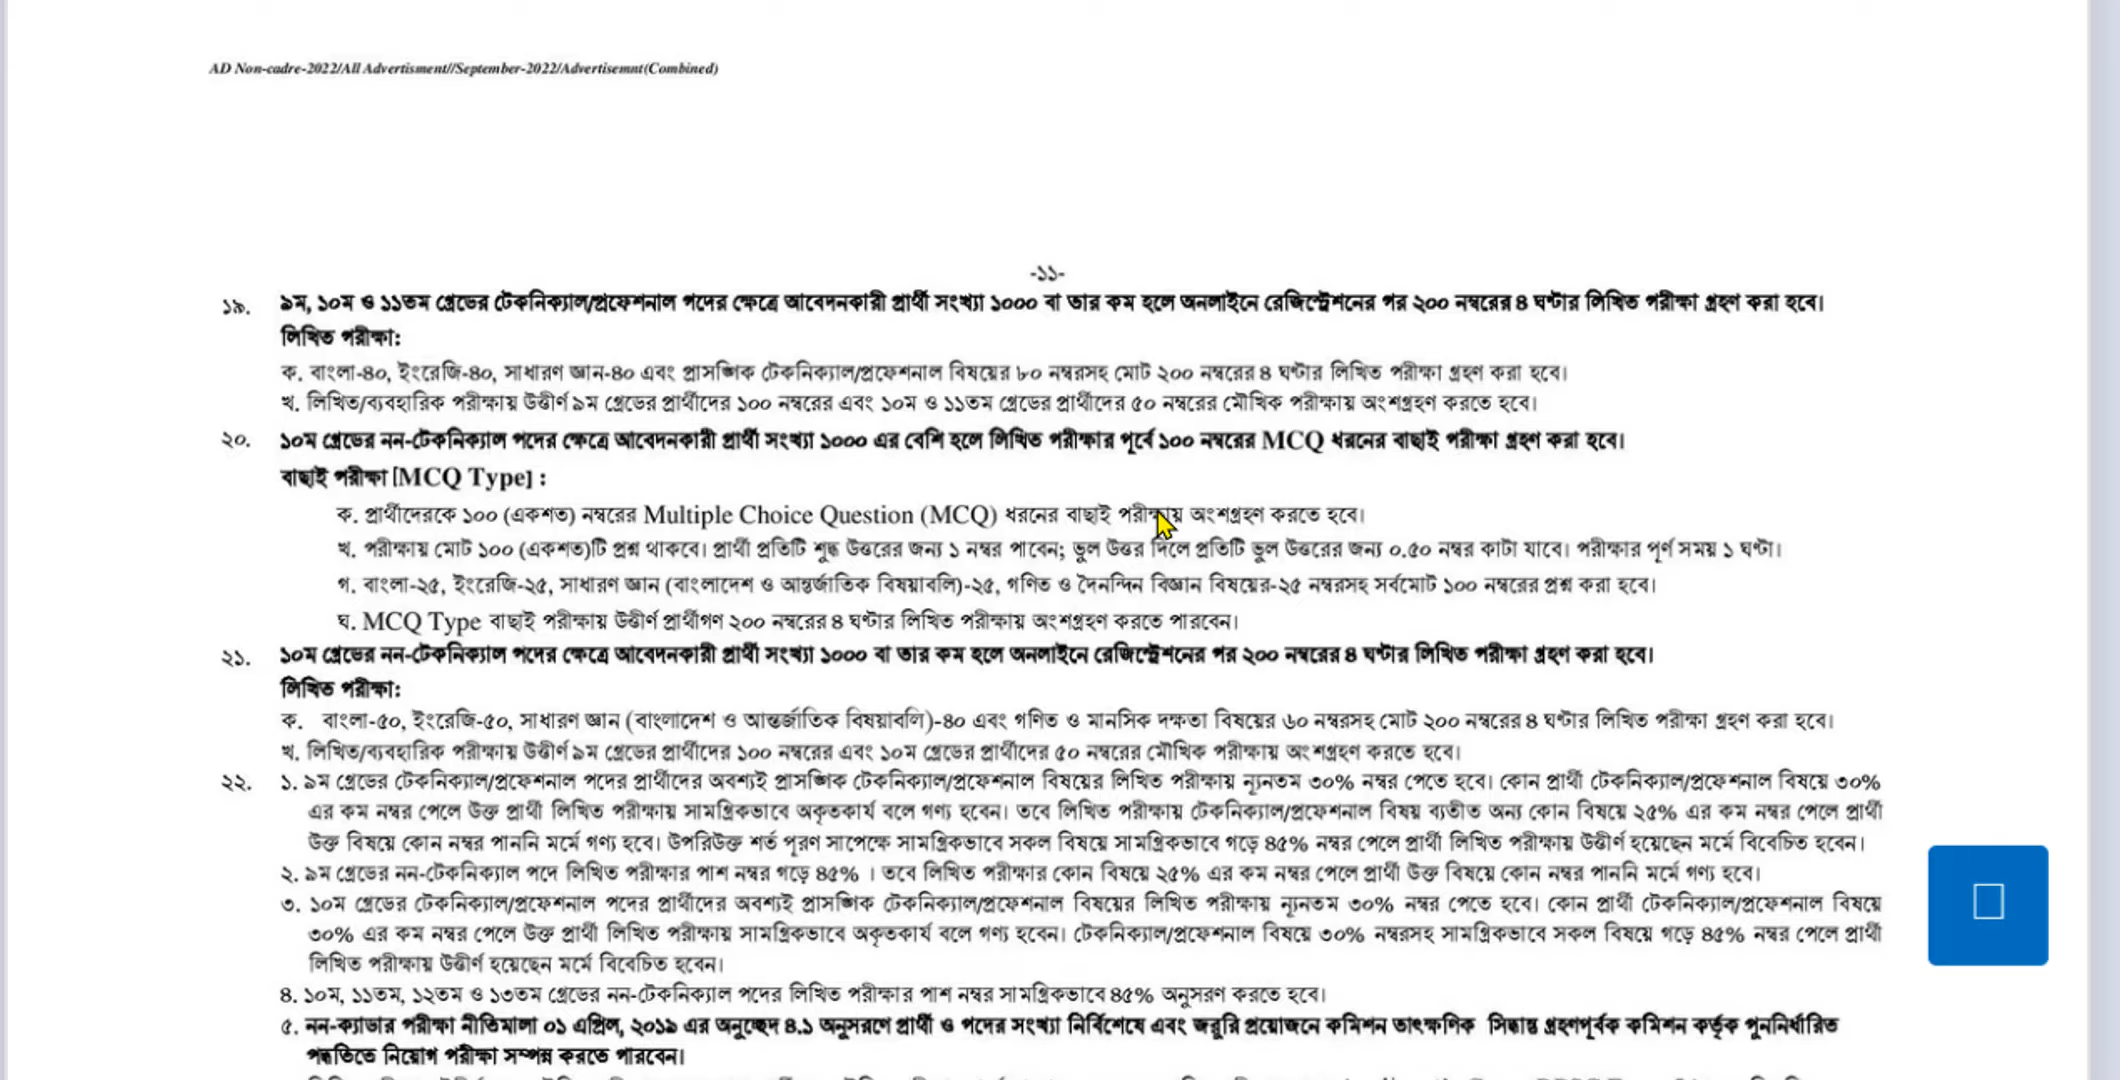 AD Non-cadre-2022/All Advertisment//September-2022/Advertisemnt(Combined)
-১১-
১৯. ৯ম, ১০ম ও ১১তম গ্রেডের টেকনিক্যাল/প্রফেশনাল পদের ক্ষেত্রে আবেদনকারী প্রার্থী সংখ্যা ১০০০ বা তার কম হলে অনলাইনে রেজিস্ট্রেশনের পর ২০০ নম্বরের ৪ ঘন্টার লিখিত পরীক্ষা গ্রহণ করা হবে।
লিখিত পরীক্ষা:
ক. বাংলা-৪০, ইংরেজি-৪০, সাধারণ জ্ঞান-৪০ এবং প্রাসঙ্গিক টেকনিক্যাল/প্রফেশনাল বিষয়ের ৮০ নম্বরসহ মোট ২০০ নম্বরের ৪ ঘণ্টার লিখিত পরীক্ষা গ্রহণ করা হবে।
খ. লিখিত/ব্যবহারিক পরীক্ষায় উত্তীর্ণ ৯ম গ্রেডের প্রার্থীদের ১০০ নম্বরের এবং ১০ম ও ১১তম গ্রেডের প্রার্থীদের ৫০ নম্বরের মৌখিক পরীক্ষায় অংশগ্রহণ করতে হবে।
২০. ১০ম গ্রেডের নন-টেকনিক্যাল পদের ক্ষেত্রে আবেদনকারী প্রার্থী সংখ্যা ১০০০ এর বেশি হলে লিখিত পরীক্ষার পূর্বে ১০০ নম্বরের MCQ ধরনের বাছাই পরীক্ষা গ্রহণ করা হবে।
বাছাই পরীক্ষা [MCQ Type] :
ক. প্রার্থীদেরকে ১০০ (একশত) নম্বরের Multiple Choice Question (MCQ) ধরনের বাছাই পরীক্ষায় অংশগ্রহণ করতে হবে।
খ. পরীক্ষায় মোট ১০০ (একশত)টি প্রশ্ন থাকবে। প্রার্থী প্রতিটি শুদ্ধ উত্তরের জন্য ১ নম্বর পাবেন; ভুল উত্তর দিলে প্রতিটি ভুল উত্তরের জন্য ০.৫০ নম্বর কাটা যাবে। পরীক্ষার পূর্ণ সময় ১ ঘণ্টা।
গ. বাংলা-২৫, ইংরেজি-২৫, সাধারণ জ্ঞান (বাংলাদেশ ও আন্তর্জাতিক বিষয়াবলি)-২৫, গণিত ও দৈনন্দিন বিজ্ঞান বিষয়ের-২৫ নম্বরসহ সর্বমোট ১০০ নম্বরের প্রশ্ন করা হবে।
ঘ. MCQ Type বাছাই পরীক্ষায় উত্তীর্ণ প্রার্থীগণ ২০০ নম্বরের ৪ ঘণ্টার লিখিত পরীক্ষায় অংশগ্রহণ করতে পারবেন।
২১. ১০ম গ্রেডের নন-টেকনিক্যাল পদের ক্ষেত্রে আবেদনকারী প্রার্থী সংখ্যা ১০০০ বা তার কম হলে অনলাইনে রেজিস্ট্রেশনের পর ২০০ নম্বরের ৪ ঘন্টার লিখিত পরীক্ষা গ্রহণ করা হবে।
লিখিত পরীক্ষা:
ক. বাংলা-৫০, ইংরেজি-৫০, সাধারণ জ্ঞান (বাংলাদেশ ও আন্তর্জাতিক বিষয়াবলি)-৪০ এবং গণিত ও মানসিক দক্ষতা বিষয়ের ৬০ নম্বরসহ মোট ২০০ নম্বরের ৪ ঘণ্টার লিখিত পরীক্ষা গ্রহণ করা হবে।
খ. লিখিত/ব্যবহারিক পরীক্ষায় উত্তীর্ণ ৯ম গ্রেডের প্রার্থীদের ১০০ নম্বরের এবং ১০ম গ্রেডের প্রার্থীদের ৫০ নম্বরের মৌখিক পরীক্ষায় অংশগ্রহণ করতে হবে।
২২. ১. ৯ম গ্রেডের টেকনিক্যাল/প্রফেশনাল পদের প্রার্থীদের অবশ্যই প্রাসঙ্গিক টেকনিক্যাল/প্রফেশনাল বিষয়ের লিখিত পরীক্ষায় ন্যূনতম ৩০% নম্বর পেতে হবে। কোন প্রার্থী টেকনিক্যাল/প্রফেশনাল বিষয়ে ৩০%
এর কম নম্বর পেলে উক্ত প্রার্থী লিখিত পরীক্ষায় সামগ্রিকভাবে অকৃতকার্য বলে গণ্য হবেন। তবে লিখিত পরীক্ষায় টেকনিক্যাল/প্রফেশনাল বিষয় ব্যতীত অন্য কোন বিষয়ে ২৫% এর কম নম্বর পেলে প্রার্থী
উক্ত বিষয়ে কোন নম্বর পাননি মর্মে গণ্য হবে। উপরিউক্ত শর্ত পূরণ সাপেক্ষে সামগ্রিকভাবে সকল বিষয়ে সামগ্রিকভাবে গড়ে ৪৫% নম্বর পেলে প্রার্থী লিখিত পরীক্ষায় উত্তীর্ণ হয়েছেন মর্মে বিবেচিত হবেন।
২. ৯ম গ্রেডের নন-টেকনিক্যাল পদে লিখিত পরীক্ষার পাশ নম্বর গড়ে ৪৫% । তবে লিখিত পরীক্ষার কোন বিষয়ে ২৫% এর কম নম্বর পেলে প্রার্থী উক্ত বিষয়ে কোন নম্বর পাননি মর্মে গণ্য হবে।
৩. ১০ম গ্রেডের টেকনিক্যাল/প্রফেশনাল পদের প্রার্থীদের অবশ্যই প্রাসঙ্গিক টেকনিক্যাল/প্রফেশনাল বিষয়ের লিখিত পরীক্ষায় ন্যূনতম ৩০% নম্বর পেতে হবে। কোন প্রার্থী টেকনিক্যাল/প্রফেশনাল বিষয়ে
৩০% এর কম নম্বর পেলে উক্ত প্রার্থী লিখিত পরীক্ষায় সামগ্রিকভাবে অকৃতকার্য বলে গণ্য হবেন। টেকনিক্যাল/প্রফেশনাল বিষয়ে ৩০% নম্বরসহ সামগ্রিকভাবে সকল বিষয়ে গড়ে ৪৫% নম্বর পেলে প্রার্থী
লিখিত পরীক্ষায় উত্তীর্ণ হয়েছেন মর্মে বিবেচিত হবেন।
৪. ১০ম, ১১তম, ১২তম ও ১৩তম গ্রেডের নন-টেকনিক্যাল পদের লিখিত পরীক্ষার পাশ নম্বর সামগ্রিকভাবে ৪৫% অনুসরণ করতে হবে।
৫. নন-ক্যাডার পরীক্ষা নীতিমালা ০১ এপ্রিল, ২০১৯ এর অনুচ্ছেদ ৪.১ অনুসরণে প্রার্থী ও পদের সংখ্যা নির্বিশেষে এবং জরুরি প্রয়োজনে কমিশন তাৎক্ষণিক সিদ্ধান্ত গ্রহণপূর্বক কমিশন কর্তৃক পুননির্ধারিত
পদ্ধতিতে নিয়োগ পরীক্ষা সম্পন্ন করতে পারবেন।